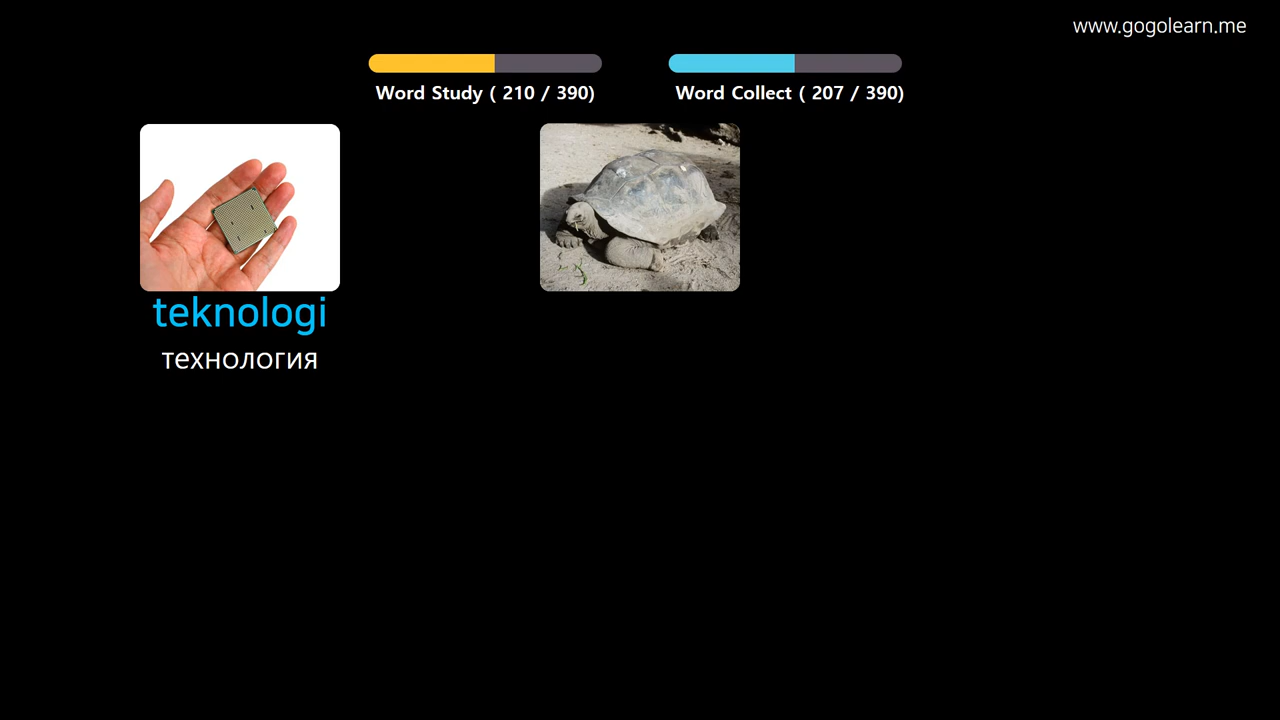 www.gogolearn.me
Word Study ( 210 / 390)
Word Collect ( 207 / 390)
teknologi
технология